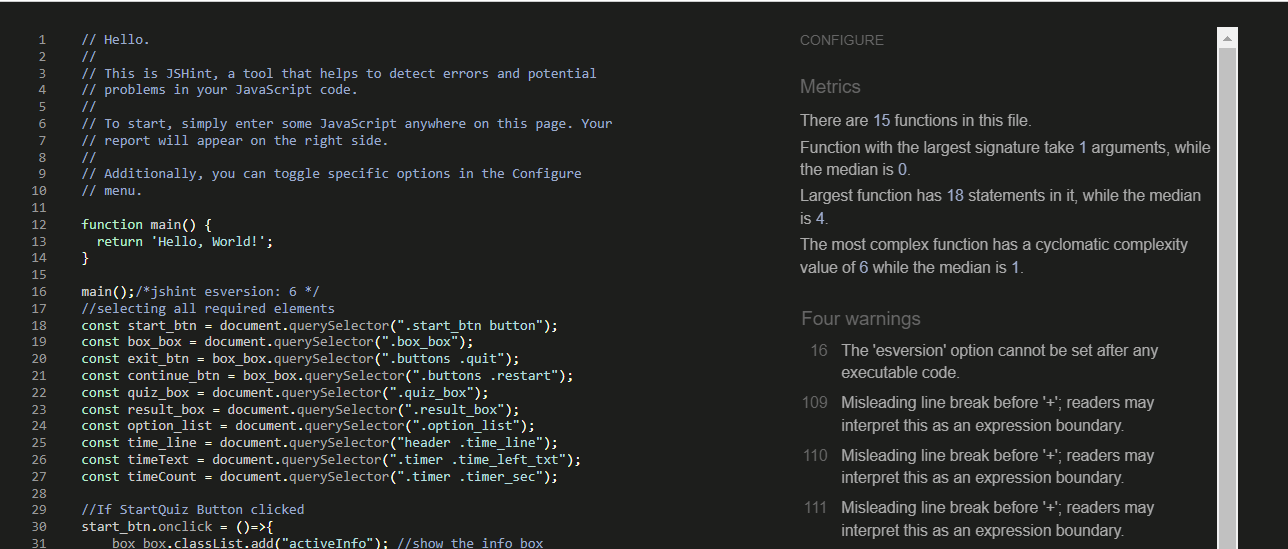 1 // Hello.
2 //
3 // This is JSHint, a tool that helps to detect errors and potential
4 // problems in your JavaScript code.
5 //
6 // To start, simply enter some JavaScript anywhere on this page. Your
7 // report will appear on the right side.
8 //
9 // Additionally, you can toggle specific options in the Configure
10 // menu.
11
12 function main() {
13   return 'Hello, World!';
14 }
15
16 main();/*jshint esversion: 6 */
17 //selecting all required elements
18 const start_btn = document.querySelector(".start_btn button");
19 const box_box = document.querySelector(".box_box");
20 const exit_btn = box_box.querySelector(".buttons .quit");
21 const continue_btn = box_box.querySelector(".buttons .restart");
22 const quiz_box = document.querySelector(".quiz_box");
23 const result_box = document.querySelector(".result_box");
24 const option_list = document.querySelector(".option_list");
25 const time_line = document.querySelector("header .time_line");
26 const timeText = document.querySelector(".timer .time_left_txt");
27 const timeCount = document.querySelector(".timer .timer_sec");
28
29 //If StartQuiz Button clicked
30 start_btn.onclick = ()=>{
31     box_box.classList.add("activeInfo"); //show the info box
CONFIGURE
Metrics
There are 15 functions in this file.
Function with the largest signature take 1 arguments, while
the median is 0.
Largest function has 18 statements in it, while the median
is 4.
The most complex function has a cyclomatic complexity
value of 6 while the median is 1.
Four warnings
16 The 'esversion' option cannot be set after any
executable code.
109 Misleading line break before '+'; readers may
interpret this as an expression boundary.
110 Misleading line break before '+'; readers may
interpret this as an expression boundary.
111 Misleading line break before '+'; readers may
interpret this as an expression boundary.